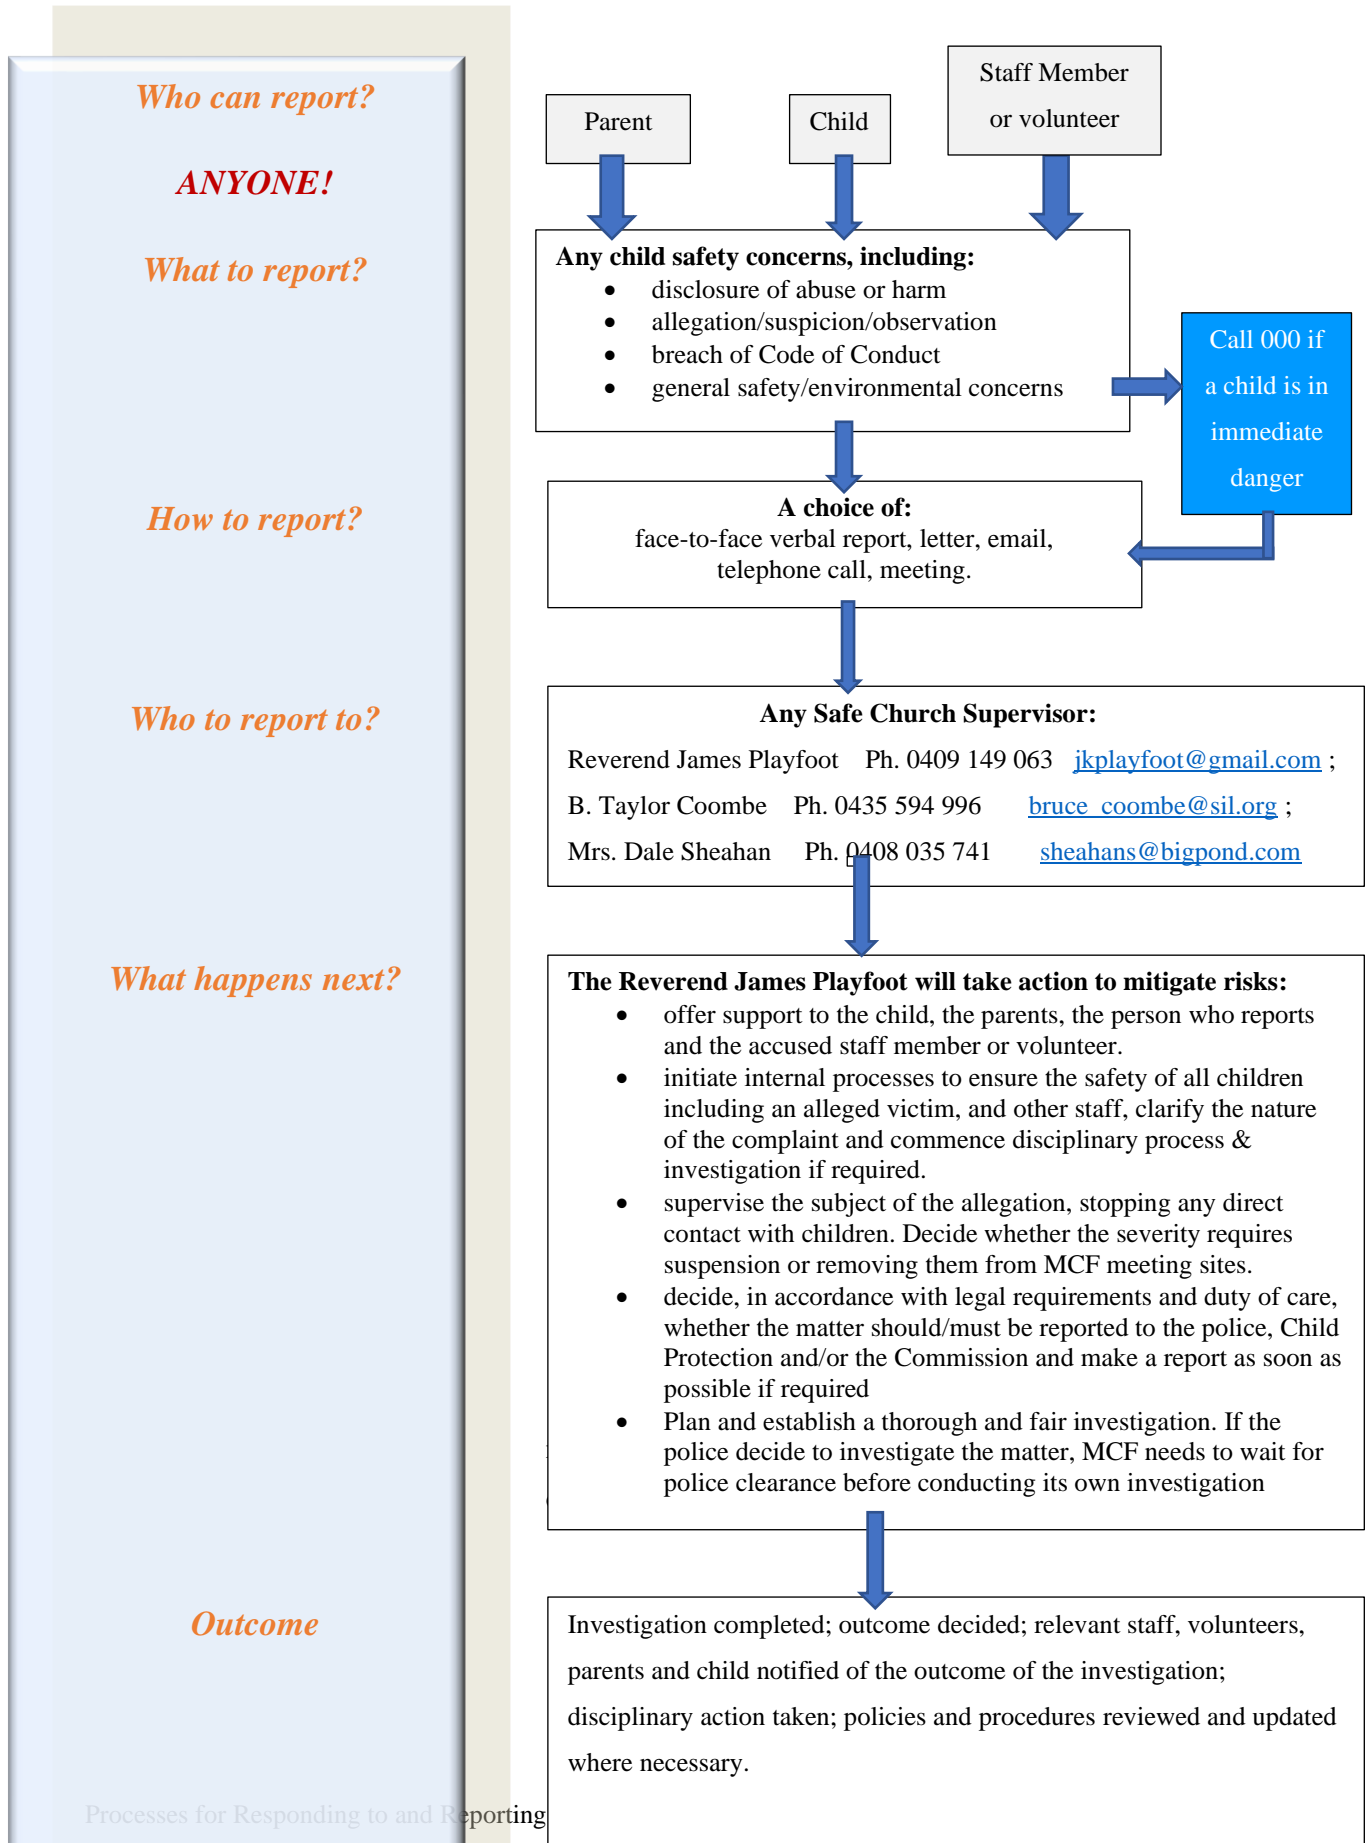 Who can report?
ANYONE!
Parent
Child
Staff Member
or volunteer
What to report?
Any child safety concerns, including:
• disclosure of abuse or harm
• allegation/suspicion/observation
• breach of Code of Conduct
• general safety/environmental concerns
Call 000 if
a child is in
immediate
danger
How to report?
A choice of:
face-to-face verbal report, letter, email,
telephone call, meeting.
Who to report to?
Any Safe Church Supervisor:
Reverend James Playfoot Ph. 0409 149 063 jkplayfoot@gmail.com ;
B. Taylor Coombe Ph. 0435 594 996 bruce_coombe@sil.org ;
Mrs. Dale Sheahan Ph. 0408 035 741 sheahans@bigpond.com
What happens next?
The Reverend James Playfoot will take action to mitigate risks:
• offer support to the child, the parents, the person who reports
and the accused staff member or volunteer.
• initiate internal processes to ensure the safety of all children
including an alleged victim, and other staff, clarify the nature
of the complaint and commence disciplinary process &
investigation if required.
• supervise the subject of the allegation, stopping any direct
contact with children. Decide whether the severity requires
suspension or removing them from MCF meeting sites.
• decide, in accordance with legal requirements and duty of care,
whether the matter should/must be reported to the police, Child
Protection and/or the Commission and make a report as soon as
possible if required
• Plan and establish a thorough and fair investigation. If the
police decide to investigate the matter, MCF needs to wait for
police clearance before conducting its own investigation
Outcome
Investigation completed; outcome decided; relevant staff, volunteers,
parents and child notified of the outcome of the investigation;
disciplinary action taken; policies and procedures reviewed and updated
where necessary.
Processes for Responding to and Reporting